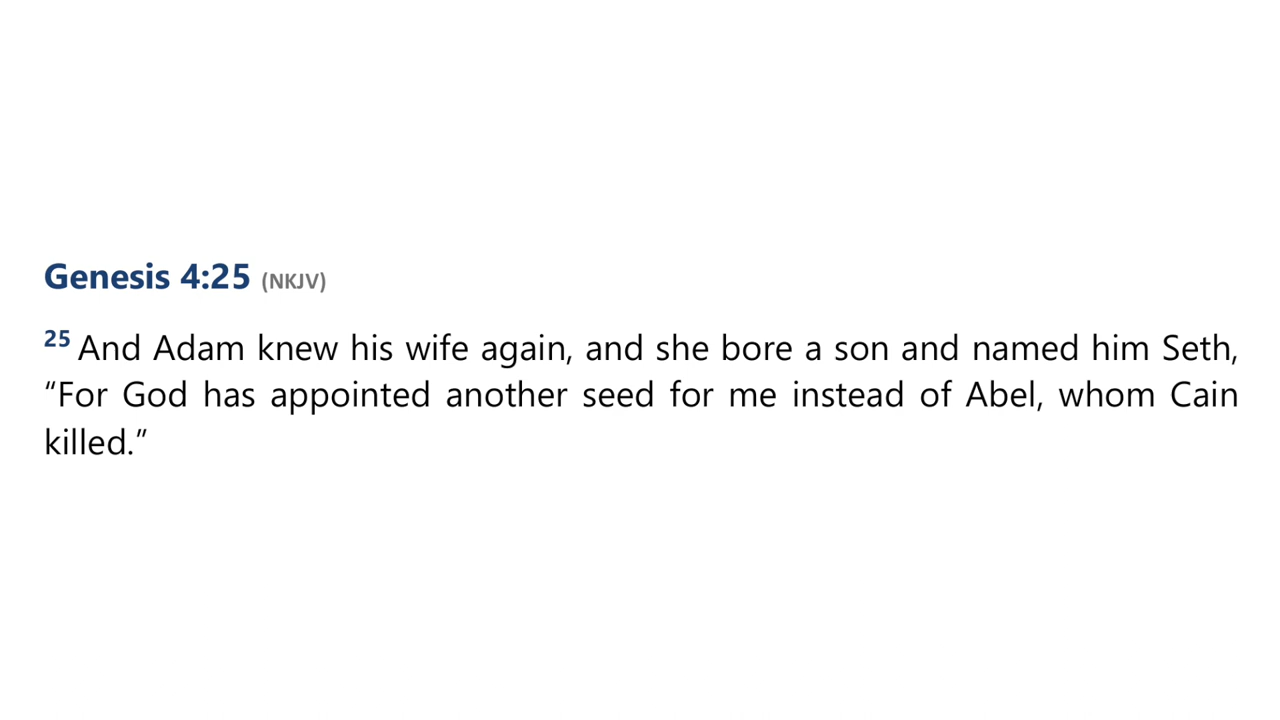 Genesis 4:25 (NKJV)
25 And Adam knew his wife again, and she bore a son and named him Seth,
“For God has appointed another seed for me instead of Abel, whom Cain
killed.”